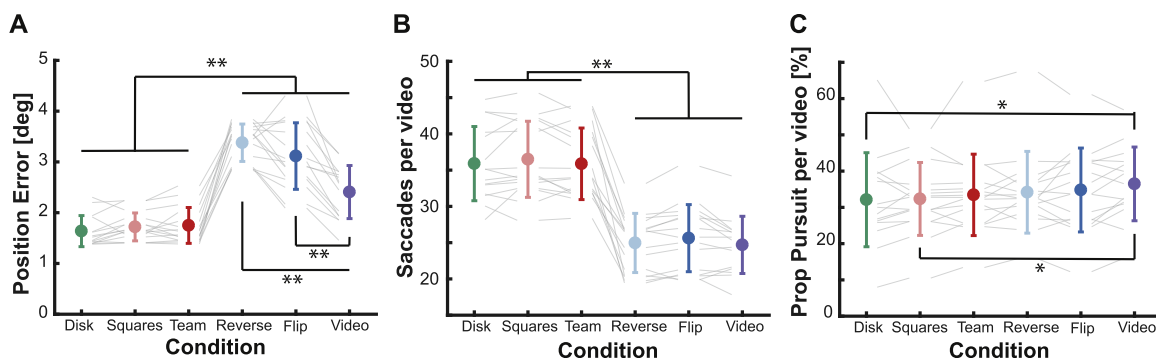 A
Position Error [deg]
5
4
3
2
1
0
**
**
**
Disk Squares Team Reverse Flip Video
Condition
B
Saccades per video
50
40
30
20
**
Disk Squares Team Reverse Flip Video
Condition
C
Prop Pursuit per video [%]
60
40
20
0
*
*
Disk Squares Team Reverse Flip Video
Condition